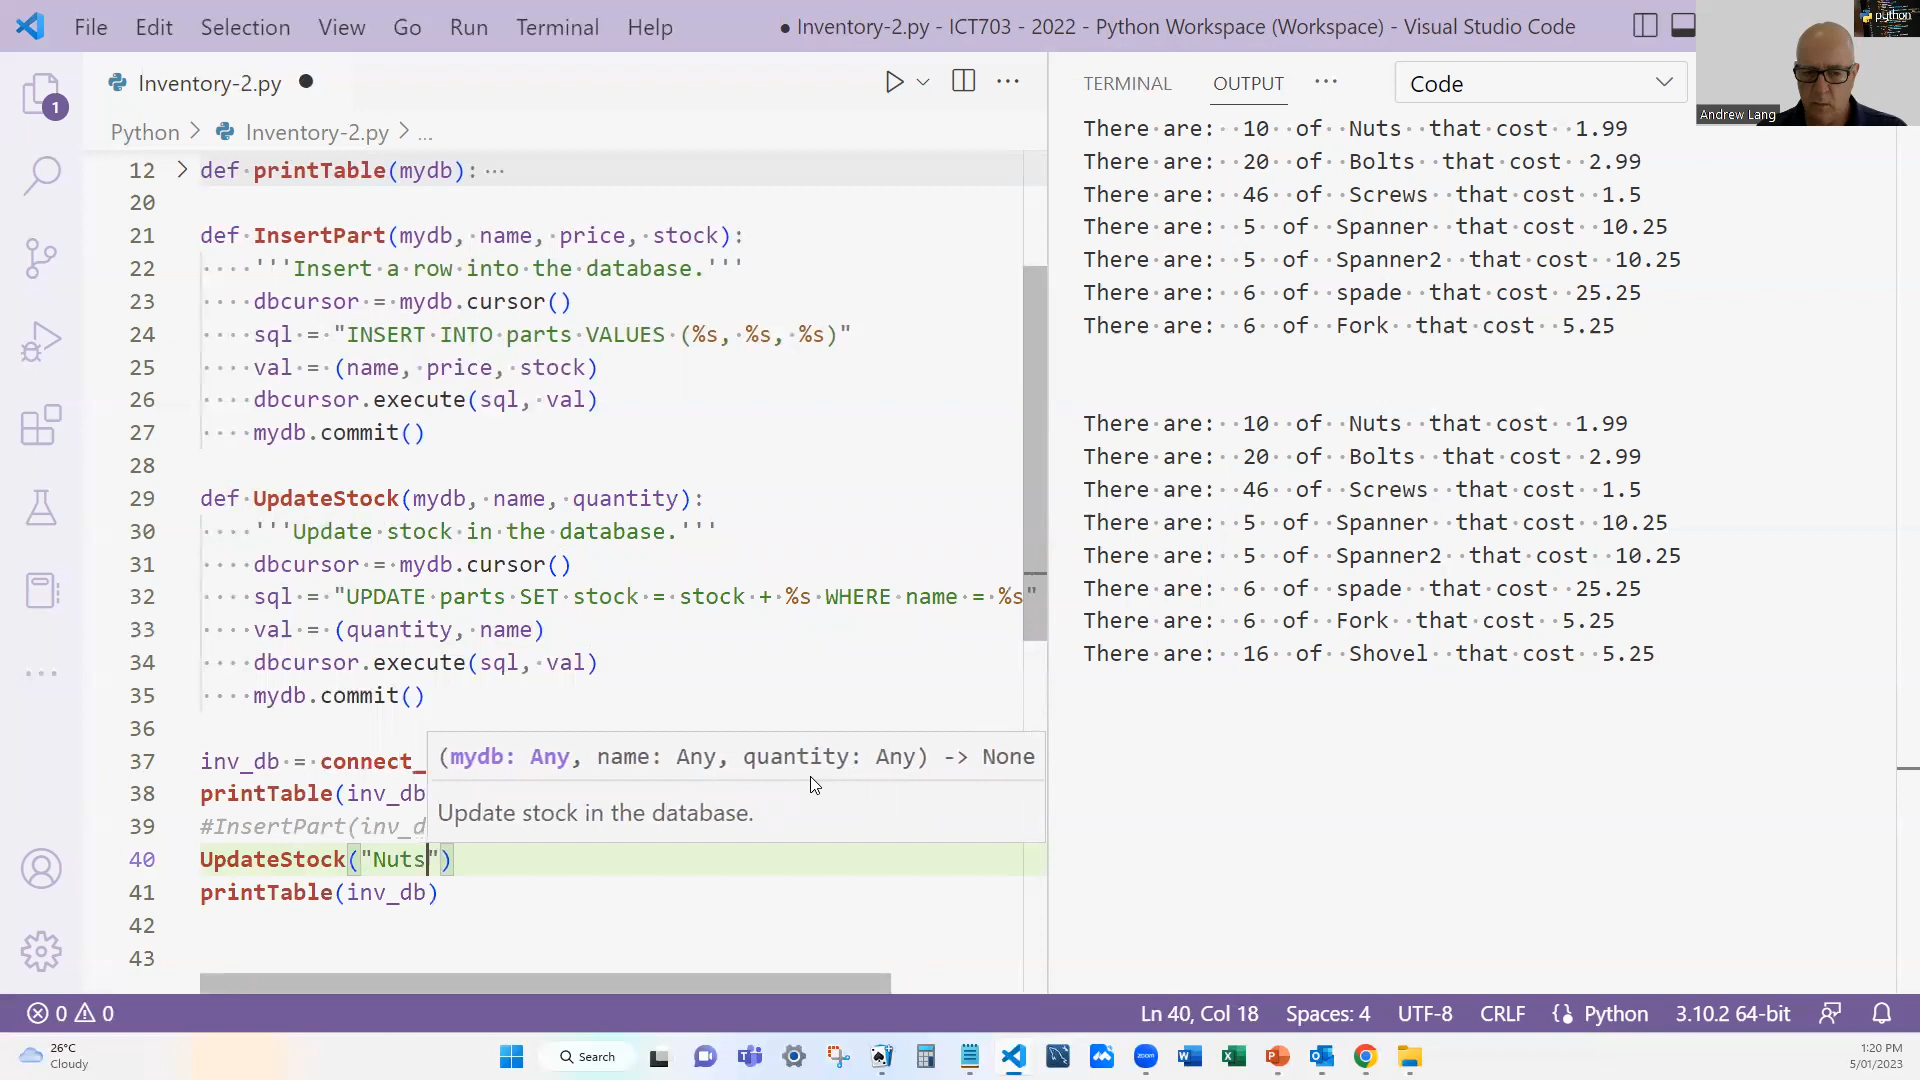 File Edit Selection View Go Run Terminal Help ● Inventory-2.py - ICT703 - 2022 - Python Workspace (Workspace) - Visual Studio Code
python
Andrew Lang
1
Inventory-2.py ●
Python > Inventory-2.py > ...
12 def printTable(mydb): ...
20
21 def InsertPart(mydb, name, price, stock):
22 '''Insert a row into the database.'''
23 dbcursor = mydb.cursor()
24 sql = "INSERT INTO parts VALUES (%s, %s, %s)"
25 val = (name, price, stock)
26 dbcursor.execute(sql, val)
27 mydb.commit()
28
29 def UpdateStock(mydb, name, quantity):
30 '''Update stock in the database.'''
31 dbcursor = mydb.cursor()
32 sql = "UPDATE parts SET stock = stock + %s WHERE name = %s"
33 val = (quantity, name)
34 dbcursor.execute(sql, val)
35 mydb.commit()
36
37 inv_db = connect_
38 printTable(inv_db
39 #InsertPart(inv_d
40 UpdateStock("Nuts")
41 printTable(inv_db)
42
43
(mydb: Any, name: Any, quantity: Any) -> None
Update stock in the database.
TERMINAL OUTPUT ... Code
There are: 10 of Nuts that cost 1.99
There are: 20 of Bolts that cost 2.99
There are: 46 of Screws that cost 1.5
There are: 5 of Spanner that cost 10.25
There are: 5 of Spanner2 that cost 10.25
There are: 6 of spade that cost 25.25
There are: 6 of Fork that cost 5.25
There are: 10 of Nuts that cost 1.99
There are: 20 of Bolts that cost 2.99
There are: 46 of Screws that cost 1.5
There are: 5 of Spanner that cost 10.25
There are: 5 of Spanner2 that cost 10.25
There are: 6 of spade that cost 25.25
There are: 6 of Fork that cost 5.25
There are: 16 of Shovel that cost 5.25
0 0 Ln 40, Col 18 Spaces: 4 UTF-8 CRLF Python 3.10.2 64-bit
26°C
Cloudy
Search
zoom
1:20 PM
5/01/2023